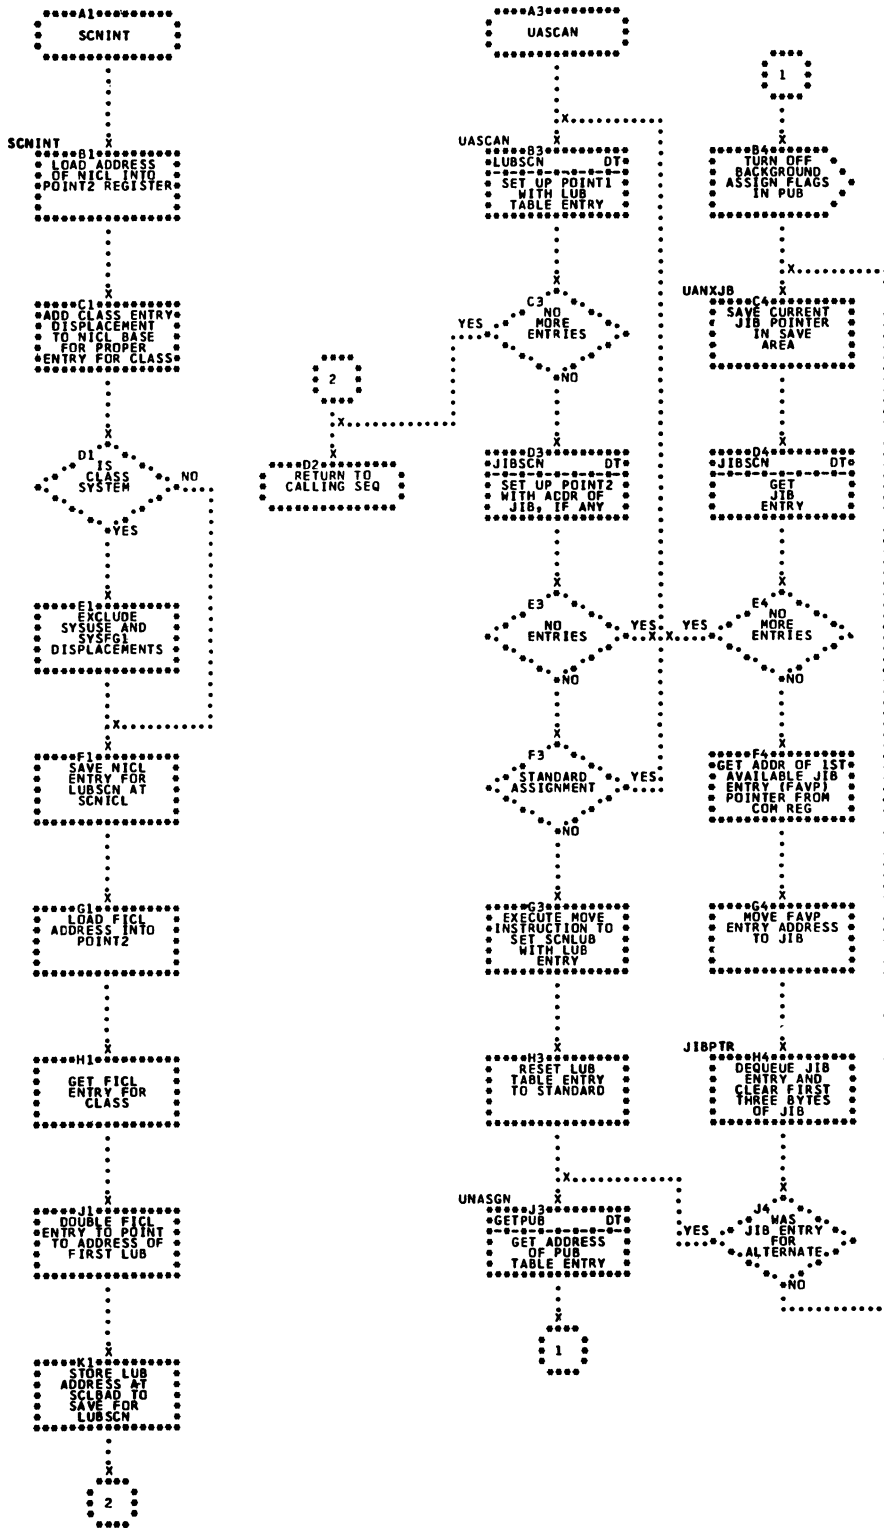 A1
SCNINT
SCNINT
B1
LOAD ADDRESS
OF NICL INTO
POINT2 REGISTER
C1
ADD CLASS ENTRY
DISPLACEMENT
TO NICL BASE
FOR PROPER
ENTRY FOR CLASS
D1
IS
CLASS
SYSTEM
NO
YES
E1
EXCLUDE
SYSUSE AND
SYSFG1
DISPLACEMENTS
F1
SAVE NICL
ENTRY FOR
LUBSCN AT
SCNICL
G1
LOAD FICL
ADDRESS INTO
POINT2
H1
GET FICL
ENTRY FOR
CLASS
J1
DOUBLE FICL
ENTRY TO POINT
TO ADDRESS OF
FIRST LUB
K1
STORE LUB
ADDRESS AT
SCLBAD TO
SAVE FOR
LUBSCN
2
2
D2
RETURN TO
CALLING SEQ
A3
UASCAN
UASCAN
B3
LUBSCN DT
SET UP POINT1
WITH LUB
TABLE ENTRY
C3
NO
MORE
ENTRIES
YES
NO
D3
JIBSCN DT
SET UP POINT2
WITH ADDR OF
JIB, IF ANY
E3
NO
ENTRIES
YES
NO
F3
STANDARD
ASSIGNMENT
YES
NO
G3
EXECUTE MOVE
INSTRUCTION TO
SET SCNLUB
WITH LUB
ENTRY
H3
RESET LUB
TABLE ENTRY
TO STANDARD
UNASGN
J3
GETPUB DT
GET ADDRESS
OF PUB
TABLE ENTRY
1
1
B4
TURN OFF
BACKGROUND
ASSIGN FLAGS
IN PUB
UANXJB
C4
SAVE CURRENT
JIB POINTER
IN SAVE
AREA
D4
JIBSCN DT
GET
JIB
ENTRY
E4
NO
MORE
ENTRIES
YES
NO
F4
GET ADDR OF 1ST
AVAILABLE JIB
ENTRY (FAVP)
POINTER FROM
COM REG
G4
MOVE FAVP
ENTRY ADDRESS
TO JIB
JIBPTR
H4
DEQUEUE JIB
ENTRY AND
CLEAR FIRST
THREE BYTES
OF JIB
J4
WAS
JIB ENTRY
FOR
ALTERNATE
YES
NO